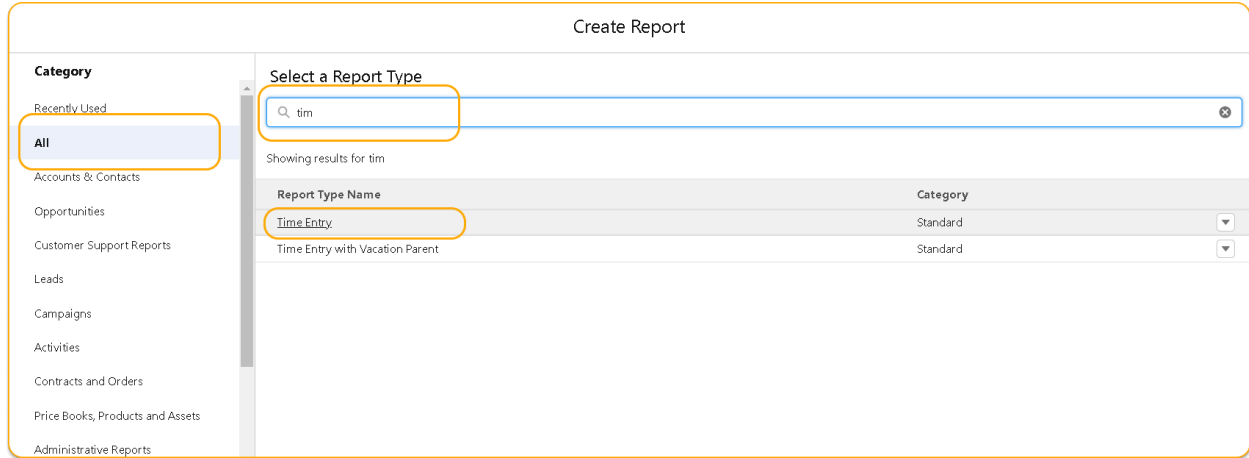 Create Report
Category
Recently Used
All
Accounts & Contacts
Opportunities
Customer Support Reports
Leads
Campaigns
Activities
Contracts and Orders
Price Books, Products and Assets
Administrative Reports
Select a Report Type
tim
Showing results for tim
Report Type Name Category
Time Entry Standard
Time Entry with Vacation Parent Standard